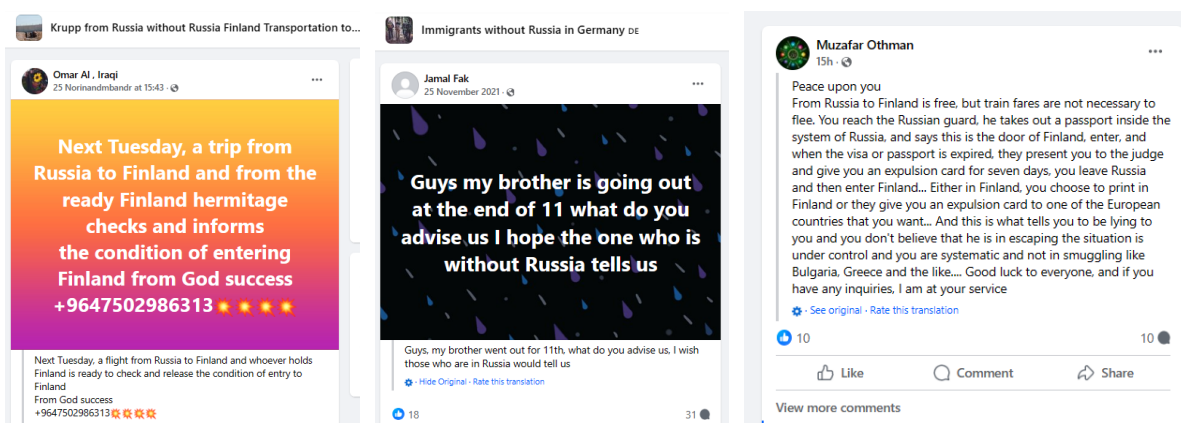 Krupp from Russia without Russia Finland Transportation to...
Omar Al , Iraqi
25 Norinandmbandr at 15:43 ·
Next Tuesday, a trip from
Russia to Finland and from the
ready Finland hermitage
checks and informs
the condition of entering
Finland from God success
+9647502986313💥💥💥💥
Next Tuesday, a flight from Russia to Finland and whoever holds
Finland is ready to check and release the condition of entry to
Finland
From God success
+9647502986313💥💥💥💥
Immigrants without Russia in Germany DE
Jamal Fak
25 November 2021 ·
Guys my brother is going out
at the end of 11 what do you
advise us I hope the one who is
without Russia tells us
Guys, my brother went out for 11th, what do you advise us, I wish
those who are in Russia would tell us
· Hide Original · Rate this translation
18
31
Muzafar Othman
15h ·
Peace upon you
From Russia to Finland is free, but train fares are not necessary to
flee. You reach the Russian guard, he takes out a passport inside the
system of Russia, and says this is the door of Finland, enter, and
when the visa or passport is expired, they present you to the judge
and give you an expulsion card for seven days, you leave Russia
and then enter Finland... Either in Finland, you choose to print in
Finland or they give you an expulsion card to one of the European
countries that you want... And this is what tells you to be lying to
you and you don't believe that he is in escaping the situation is
under control and you are systematic and not in smuggling like
Bulgaria, Greece and the like.... Good luck to everyone, and if you
have any inquiries, I am at your service
· See original · Rate this translation
10
10
Like
Comment
Share
View more comments